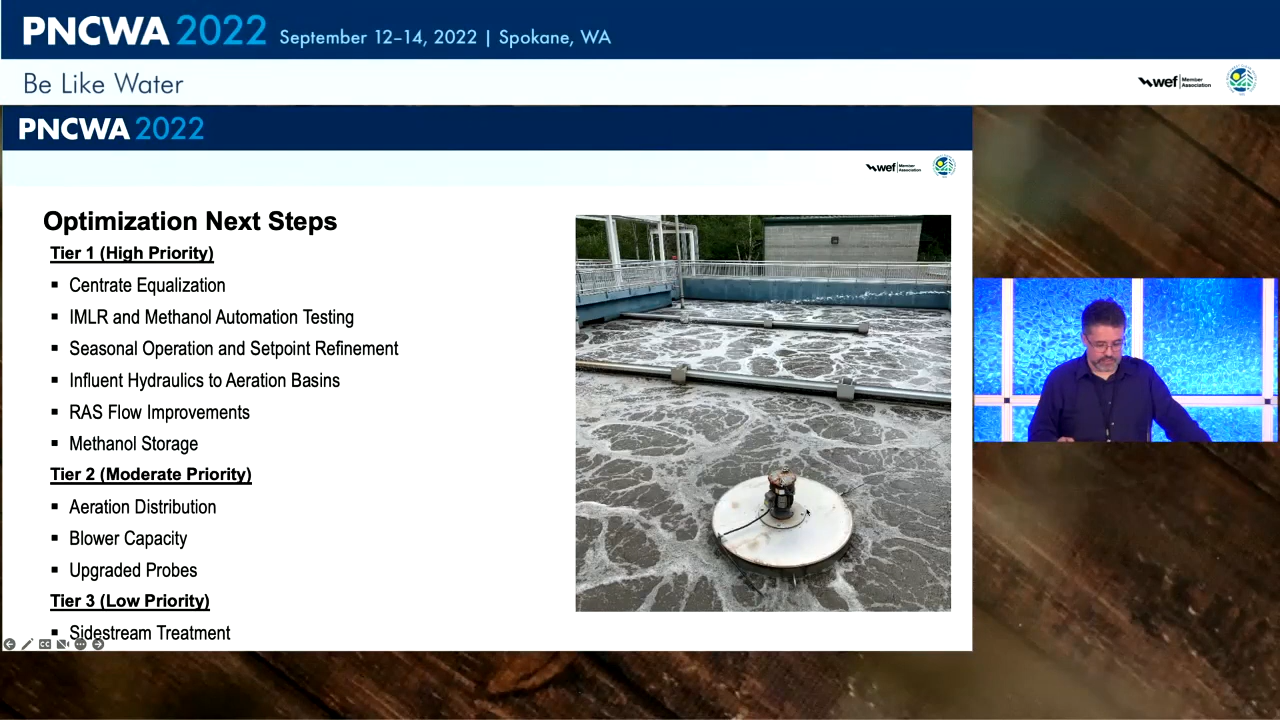 PNCWA 2022 September 12–14, 2022 | Spokane, WA
Be Like Water
wef Member Association
PNCWA 2022
wef Member Association
Optimization Next Steps
Tier 1 (High Priority)
▪ Centrate Equalization
▪ IMLR and Methanol Automation Testing
▪ Seasonal Operation and Setpoint Refinement
▪ Influent Hydraulics to Aeration Basins
▪ RAS Flow Improvements
▪ Methanol Storage
Tier 2 (Moderate Priority)
▪ Aeration Distribution
▪ Blower Capacity
▪ Upgraded Probes
Tier 3 (Low Priority)
▪ Sidestream Treatment